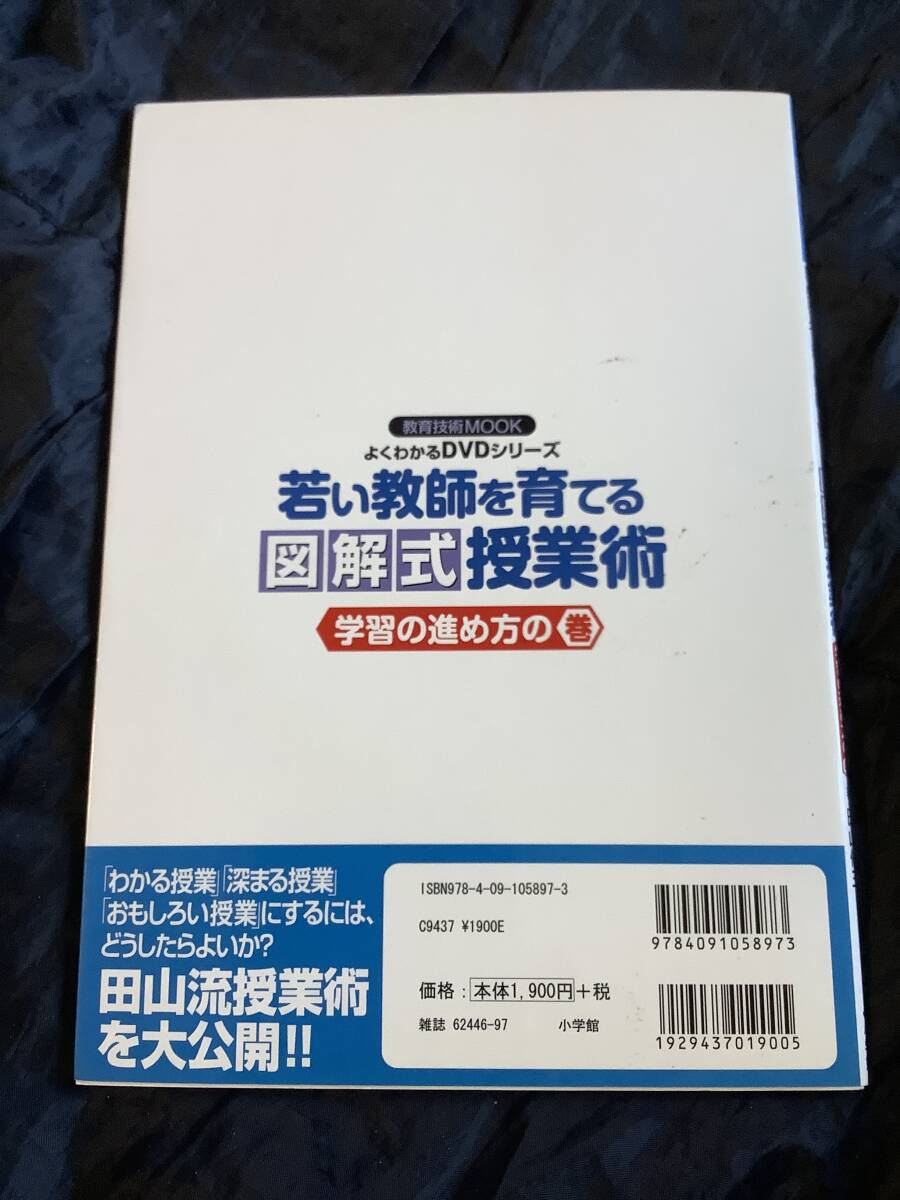 教育技術MOOK
よくわかるDVDシリーズ
若い教師を育てる
図解式授業術
学習の進め方の巻
「わかる授業」「深まる授業」
「おもしろい授業」にするには、
どうしたらよいか?
田山流授業術
を大公開!!
ISBN978-4-09-105897-3
C9437 ¥1900E
価格:本体1,900円+税
雑誌 62446-97 小学館
9784091058973
1929437019005